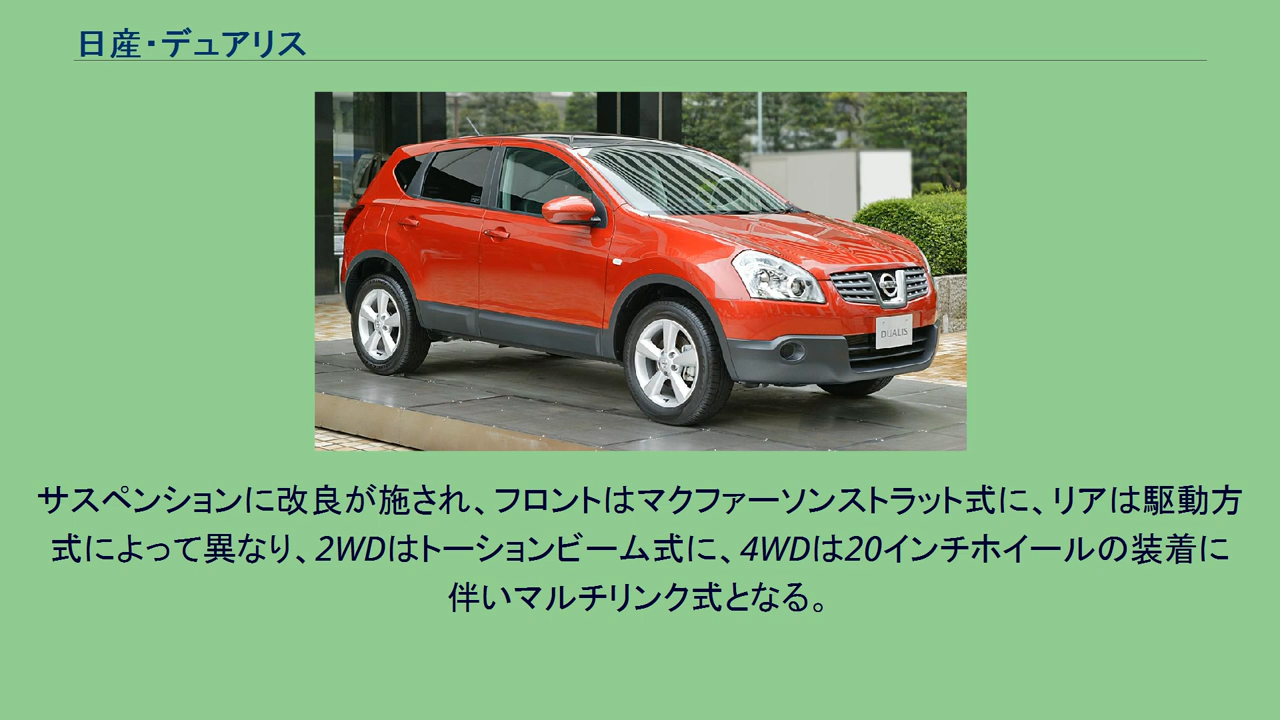 日産・デュアリス
DUALIS
サスペンションに改良が施され、フロントはマクファーソンストラット式に、リアは駆動方
式によって異なり、2WDはトーションビーム式に、4WDは20インチホイールの装着に
伴いマルチリンク式となる。